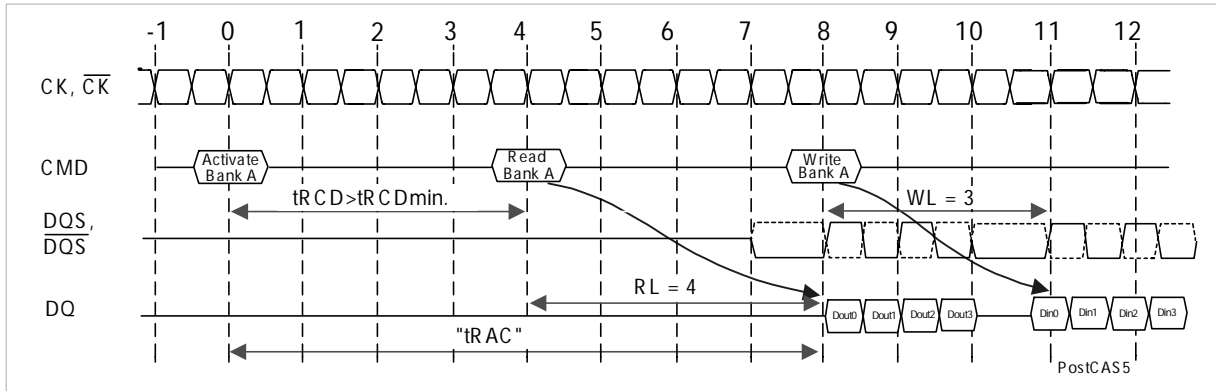 -1 0 1 2 3 4 5 6 7 8 9 10 11 12
CK, CK
CMD
Activate
Bank A
Read
Bank A
Write
Bank A
tRCD>tRCDmin.
WL = 3
DQS,
DQS
RL = 4
DQ
Dout0 Dout1 Dout2 Dout3 Din0 Din1 Din2 Din3
"tRAC"
PostCAS5